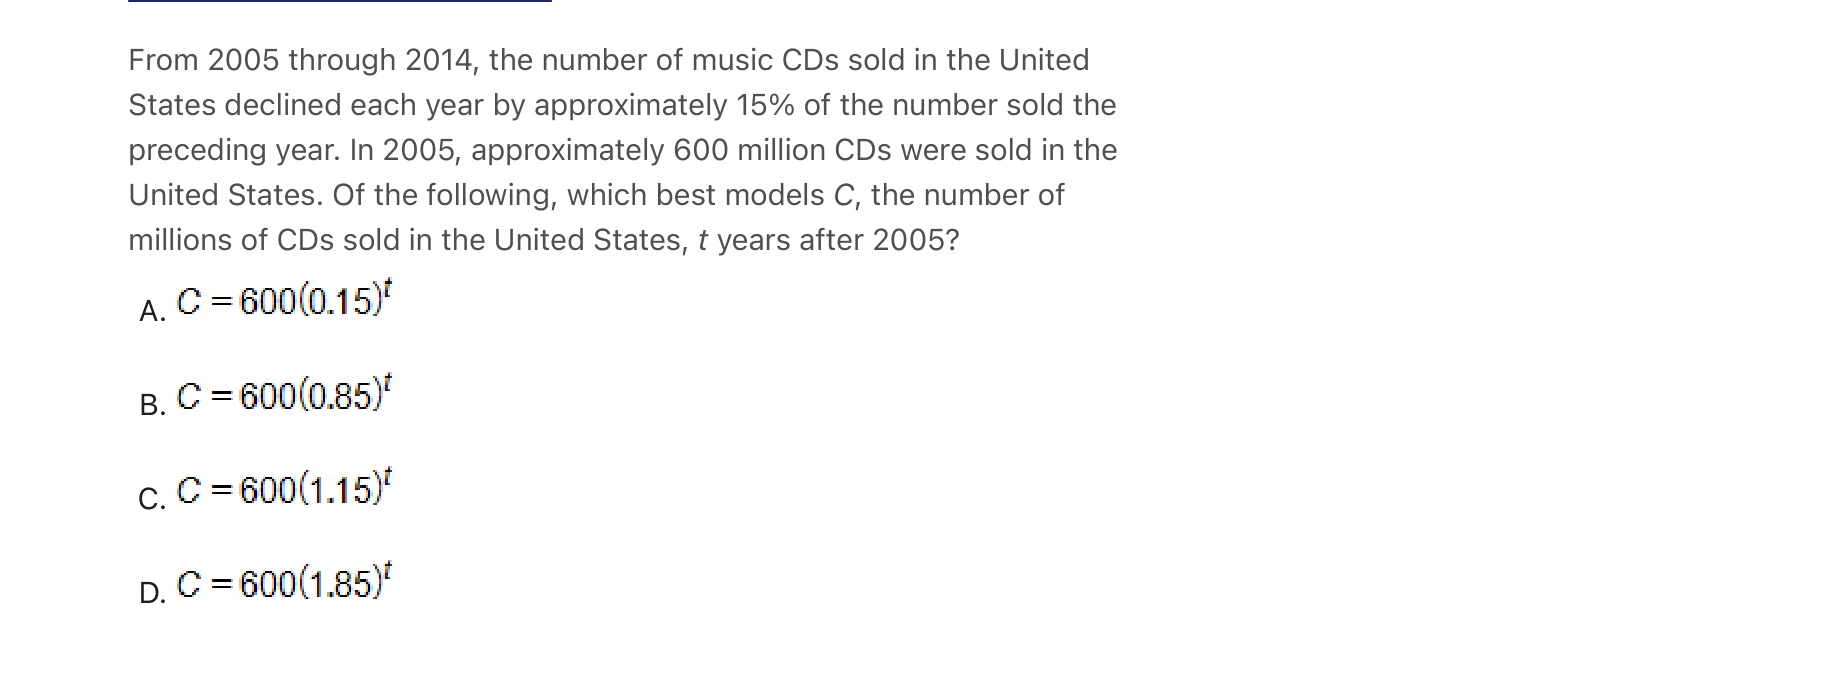 From 2005 through 2014, the number of music CDs sold in the United
States declined each year by approximately 15% of the number sold the
preceding year. In 2005, approximately 600 million CDs were sold in the
United States. Of the following, which best models C, the number of
millions of CDs sold in the United States, t years after 2005?
A. C = 600(0.15)^t
B. C = 600(0.85)^t
C. C = 600(1.15)^t
D. C = 600(1.85)^t